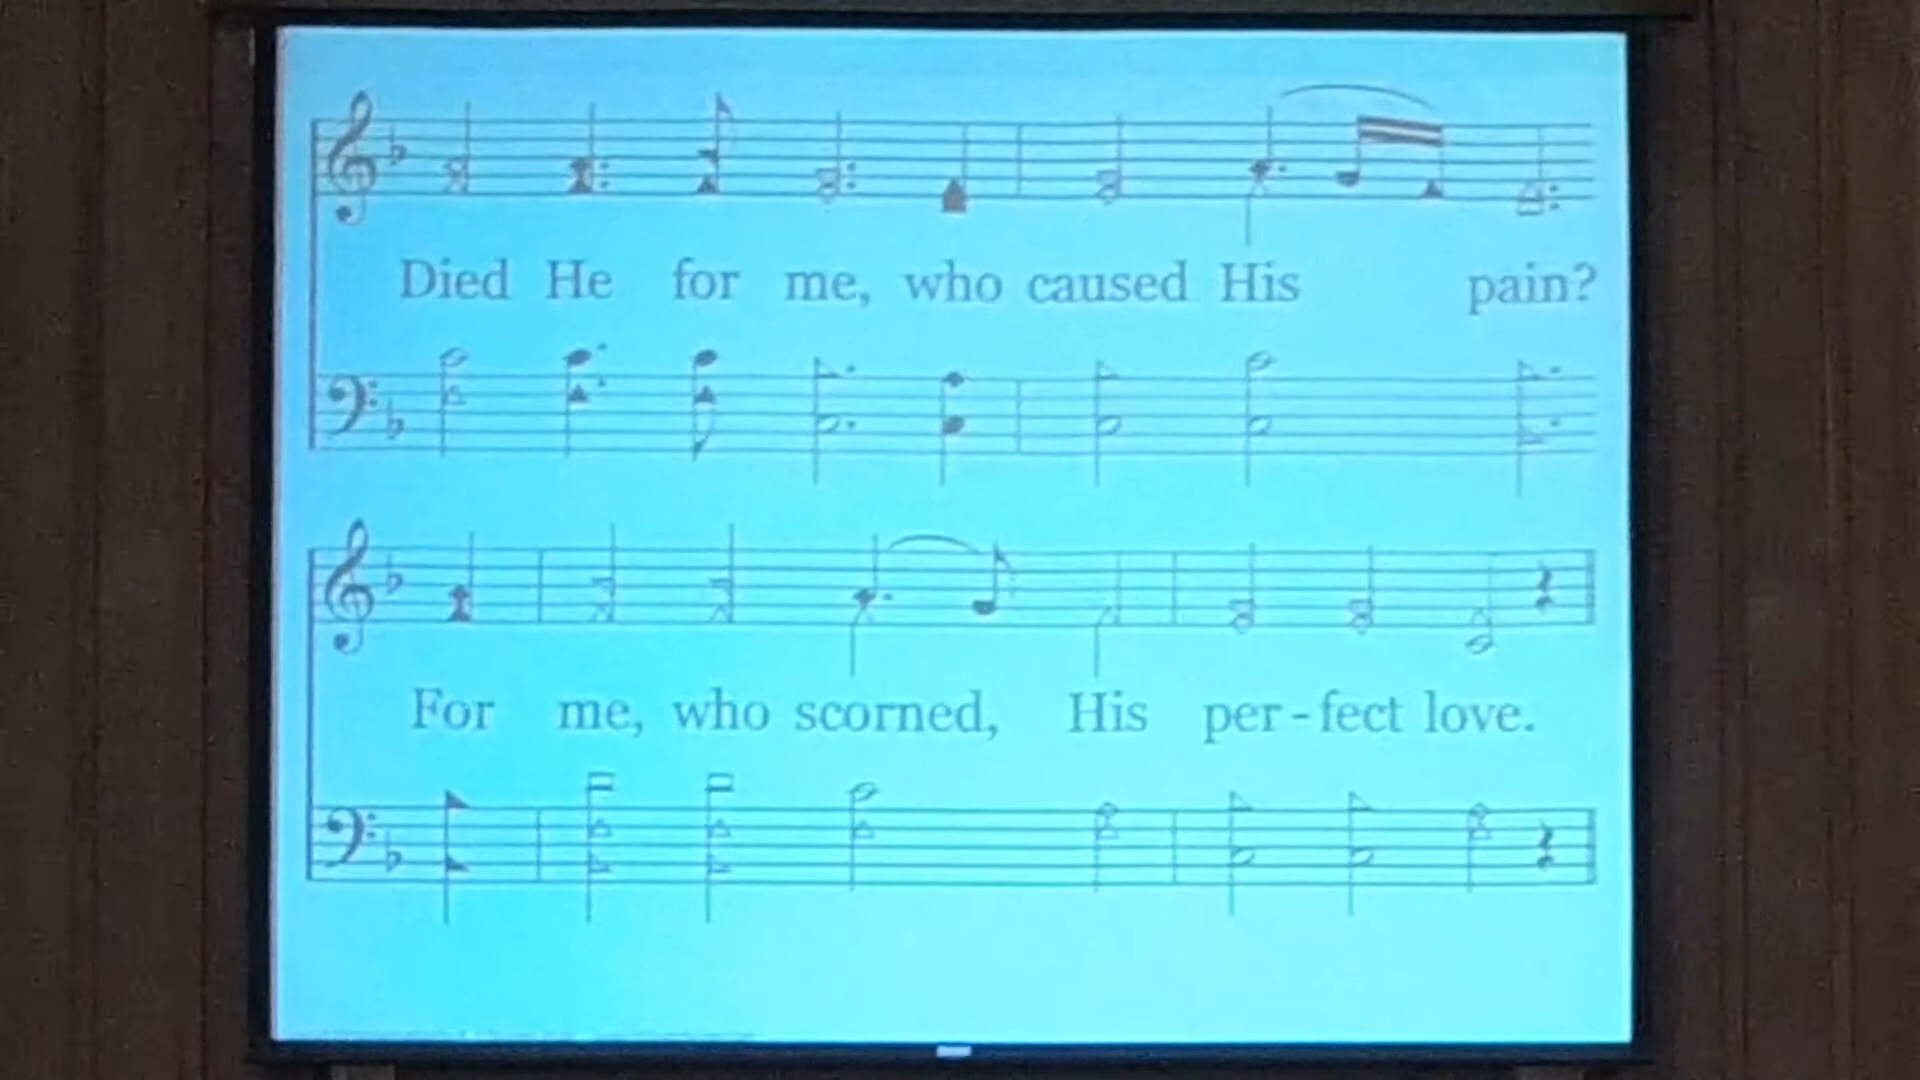 Died He for me, who caused His pain?
For me, who scorned, His per-fect love.